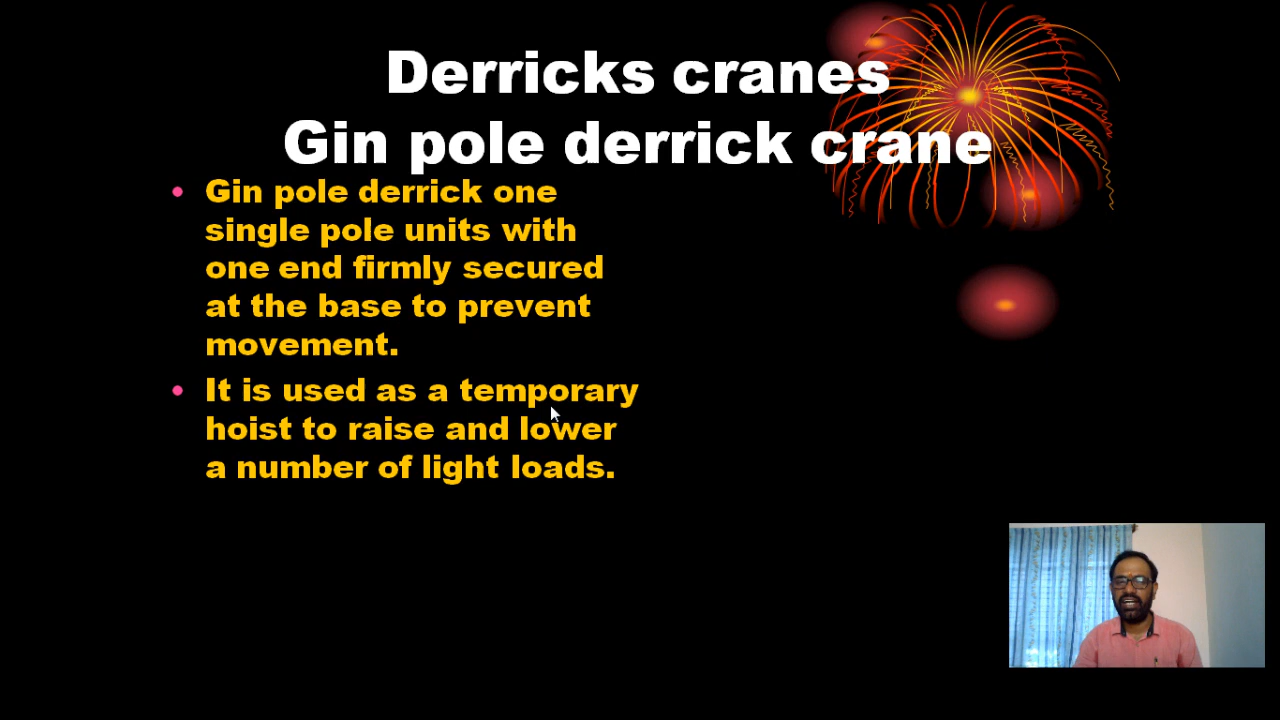 Derricks cranes
Gin pole derrick crane
• Gin pole derrick one
single pole units with
one end firmly secured
at the base to prevent
movement.
• It is used as a temporary
hoist to raise and lower
a number of light loads.